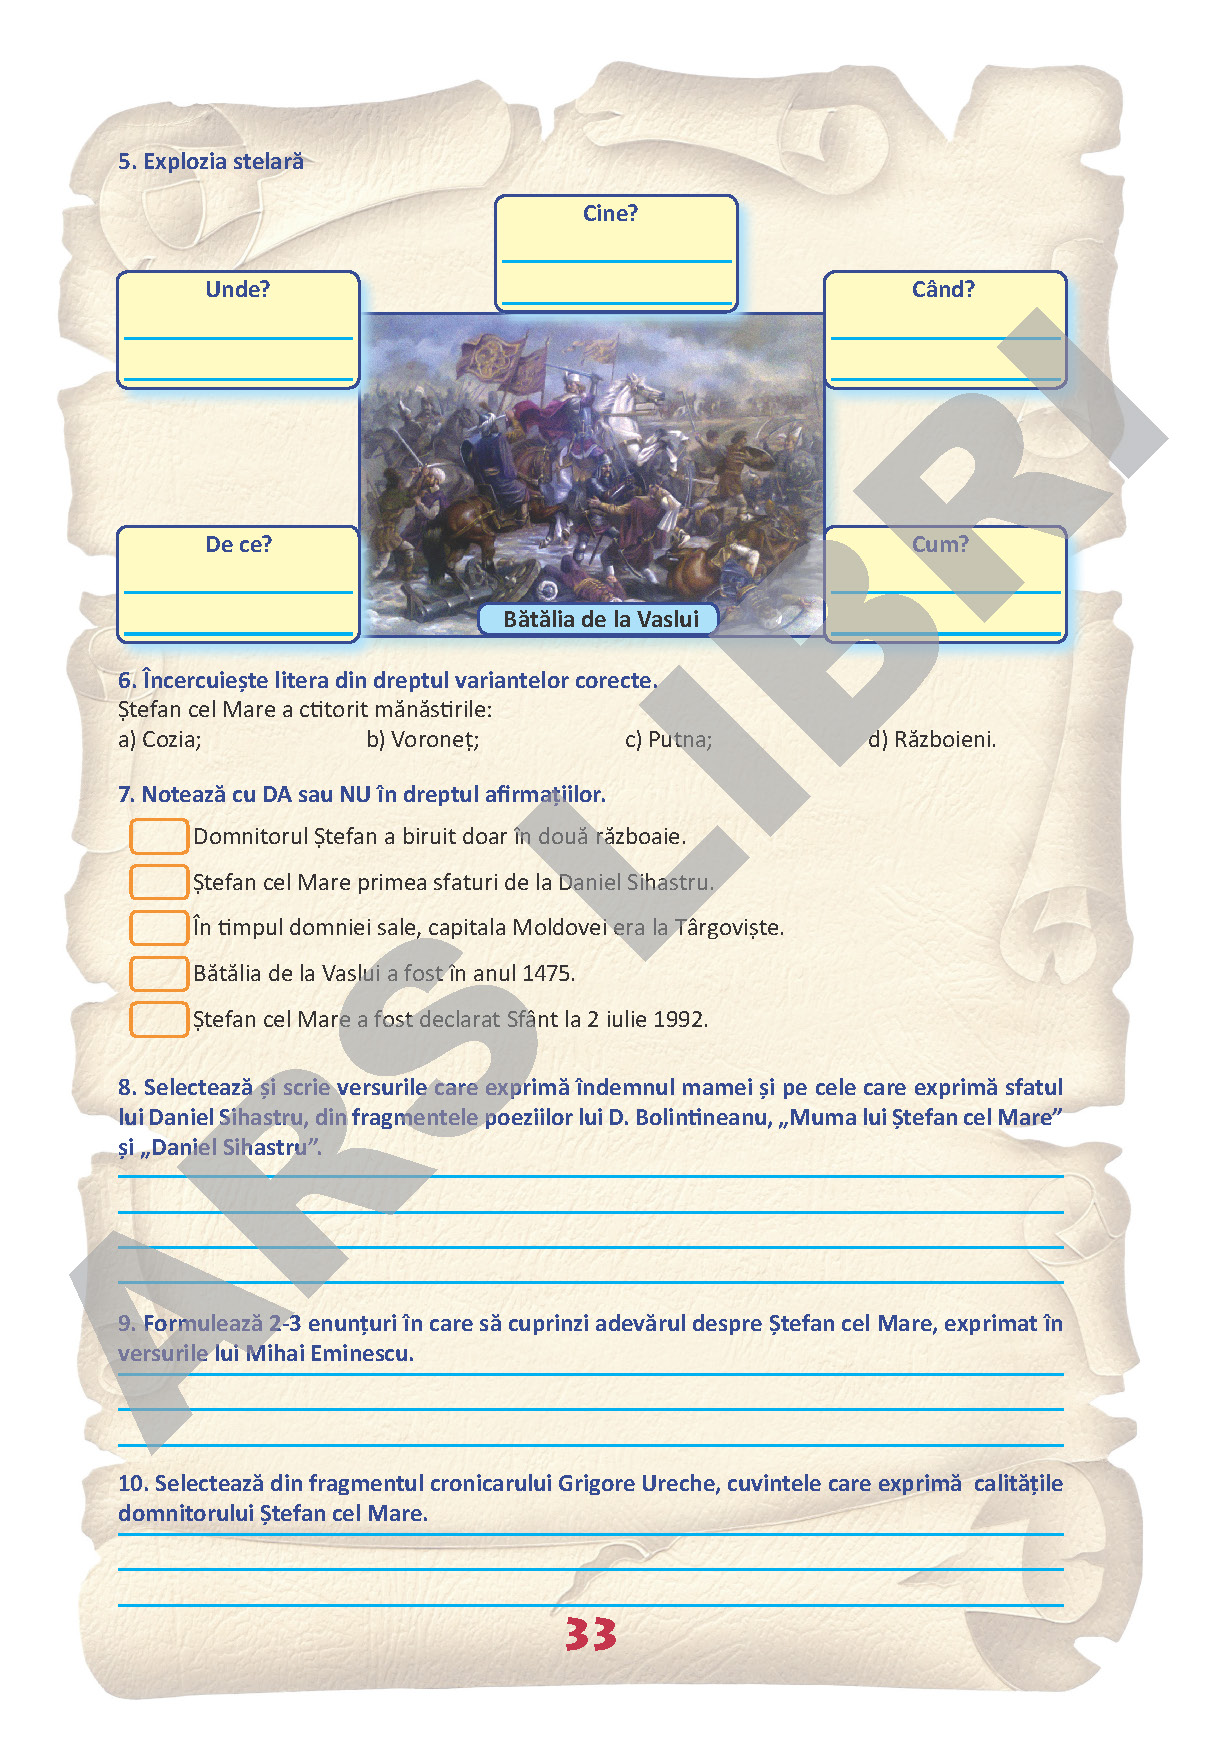 5. Explozia stelară
Cine?
Unde?
Când?
De ce?
Cum?
Bătălia de la Vaslui
6. Încercuiește litera din dreptul variantelor corecte.
Ștefan cel Mare a ctitorit mănăstirile:
a) Cozia; b) Voroneț; c) Putna; d) Războieni.
7. Notează cu DA sau NU în dreptul afirmațiilor.
Domnitorul Ștefan a biruit doar în două războaie.
Ștefan cel Mare primea sfaturi de la Daniel Sihastru.
În timpul domniei sale, capitala Moldovei era la Târgoviște.
Bătălia de la Vaslui a fost în anul 1475.
Ștefan cel Mare a fost declarat Sfânt la 2 iulie 1992.
8. Selectează și scrie versurile care exprimă îndemnul mamei și pe cele care exprimă sfatul
lui Daniel Sihastru, din fragmentele poeziilor lui D. Bolintineanu, „Muma lui Ștefan cel Mare”
și „Daniel Sihastru”.
9. Formulează 2-3 enunțuri în care să cuprinzi adevărul despre Ștefan cel Mare, exprimat în
versurile lui Mihai Eminescu.
10. Selectează din fragmentul cronicarului Grigore Ureche, cuvintele care exprimă  calitățile
domnitorului Ștefan cel Mare.
33
ARS LIBRI